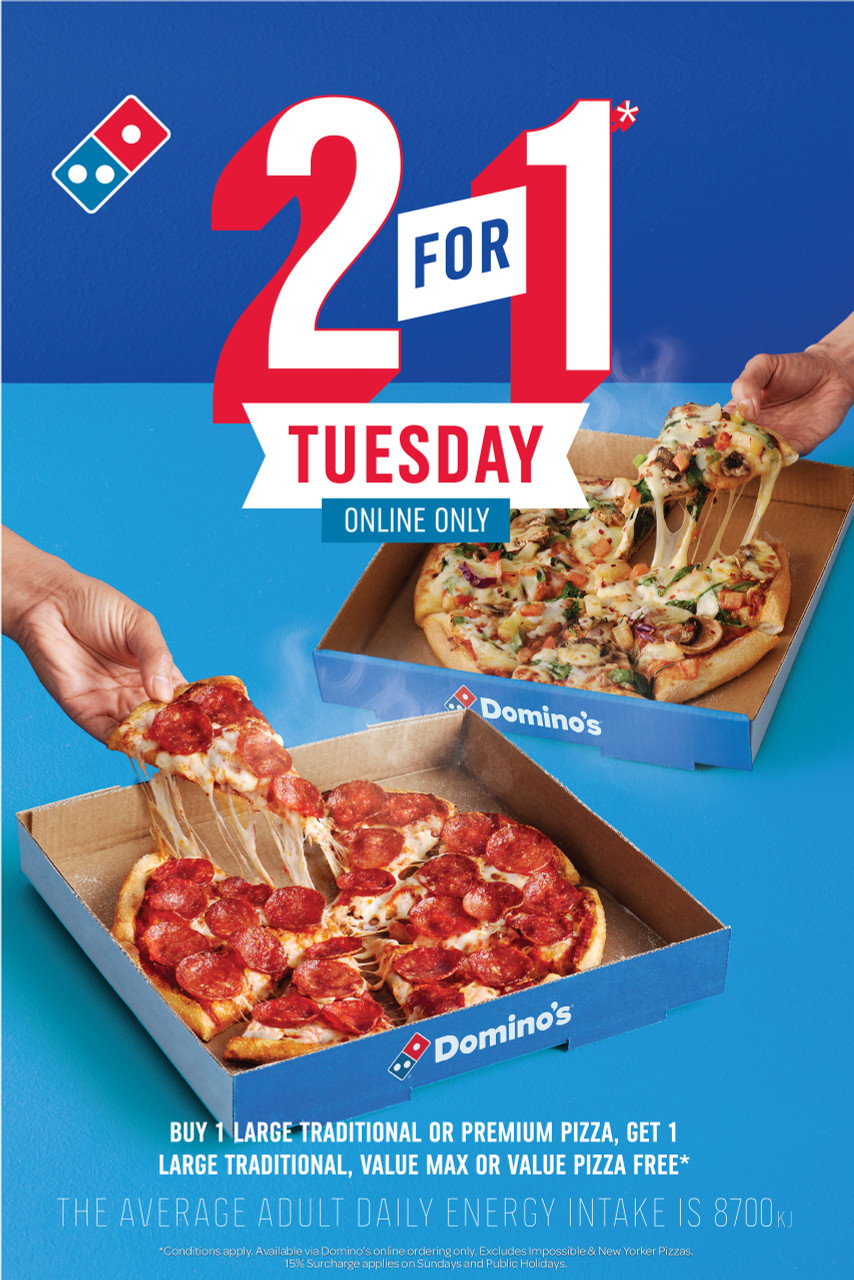 2 FOR 1*
TUESDAY
ONLINE ONLY
Domino's
Domino's
BUY 1 LARGE TRADITIONAL OR PREMIUM PIZZA, GET 1
LARGE TRADITIONAL, VALUE MAX OR VALUE PIZZA FREE*
THE AVERAGE ADULT DAILY ENERGY INTAKE IS 8700KJ
*Conditions apply. Available via Domino's online ordering only. Excludes Impossible & New Yorker Pizzas.
15% Surcharge applies on Sundays and Public Holidays.